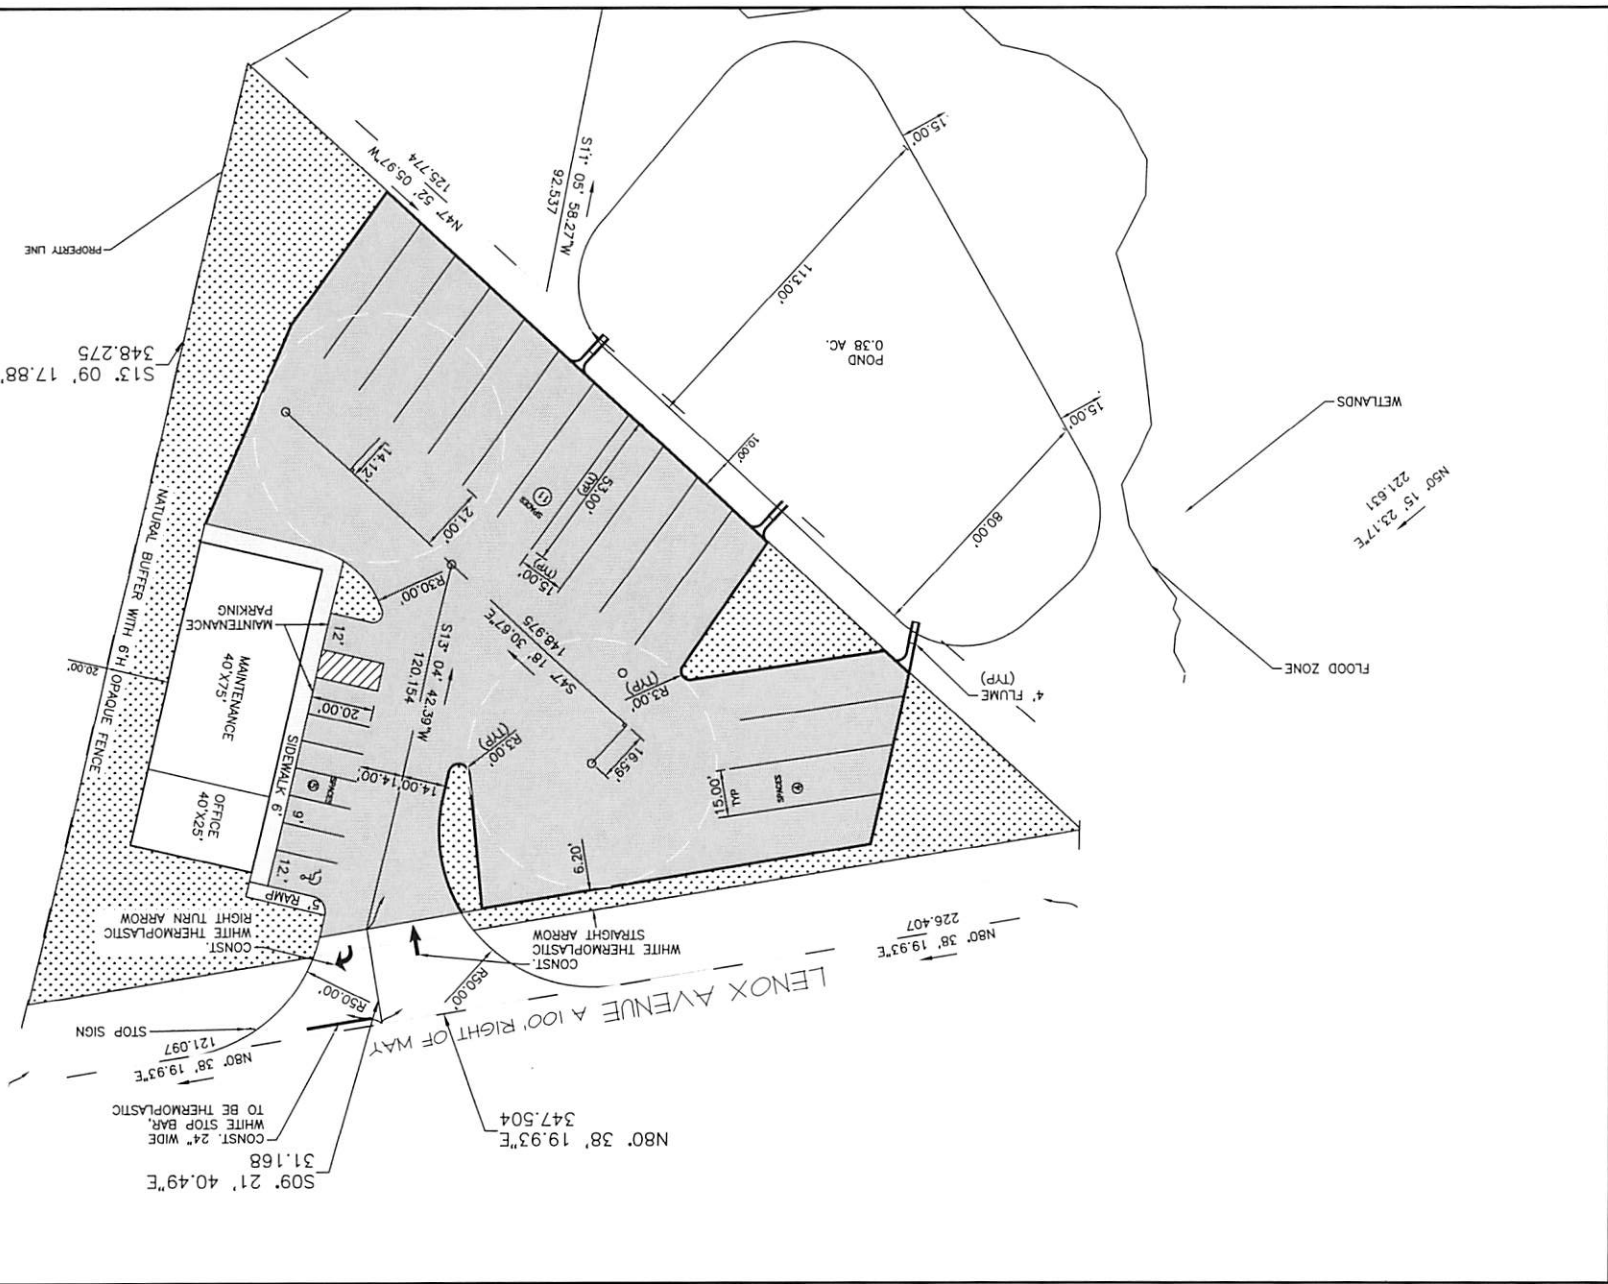 S09° 21' 40.49"E
31.168
CONST. 24" WIDE
WHITE STOP BAR,
TO BE THERMOPLASTIC
N80° 38' 19.93"E
347.504
N80° 38' 19.93"E
121.097
STOP SIGN
LENOX AVENUE A 100' RIGHT OF WAY
R50.00'
R50.00'
N80° 38' 19.93"E
226.407
CONST.
WHITE THERMOPLASTIC
STRAIGHT ARROW
CONST.
WHITE THERMOPLASTIC
RIGHT TURN ARROW
5' RAMP
12'
9'
SPACES
5
OFFICE
40'X25'
SIDEWALK 6'
6.20'
15.00'
TYP
SPACES
4
14.00'
14.00'
R3.00'
(TYP)
16.59'
20.00'
MAINTENANCE
40'X75'
20.00'
12'
MAINTENANCE
PARKING
S13° 04' 42.39"W
120.154
S47° 18' 30.67"E
148.975
R3.00'
(TYP)
4' FLUME
(TYP)
FLOOD ZONE
NATURAL BUFFER WITH 6'H OPAQUE FENCE
R30.00'
15.00'
(TYP)
53.00'
(TYP)
SPACES
11
21.00'
14.12'
80.00'
10.00'
15.00'
N50° 15' 23.17"E
221.631
WETLANDS
POND
0.38 AC.
113.00'
S13° 09' 17.88"
348.275
PROPERTY LINE
N47° 52' 05.97"W
125.774
S11° 05' 58.27"W
92.537
15.00'